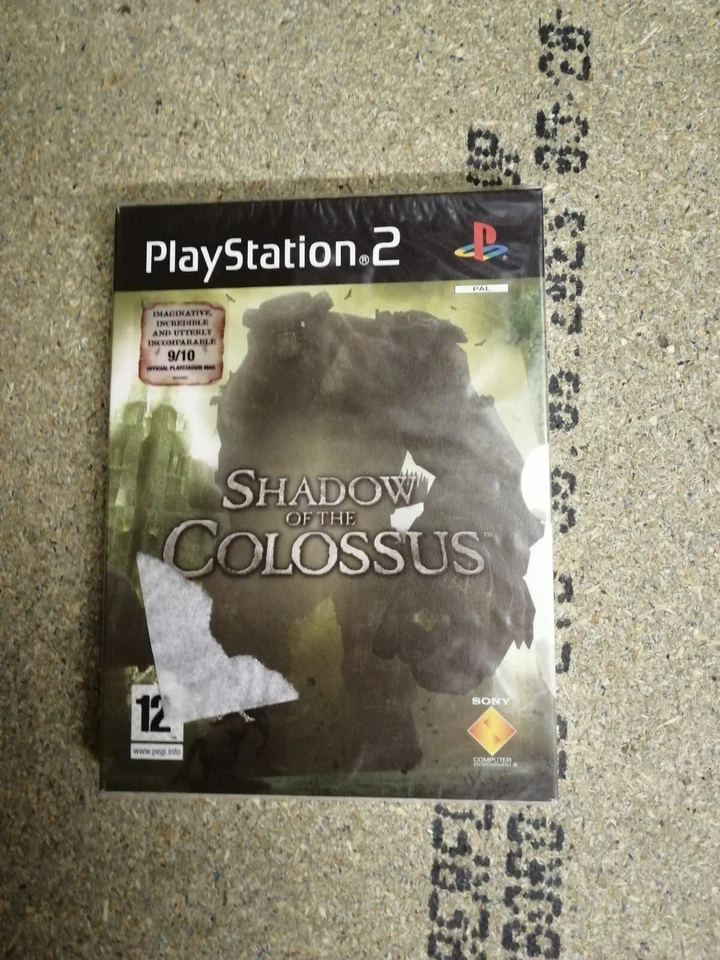 PlayStation®2
PAL
IMAGINATIVE,
INCREDIBLE
AND UTTERLY
INCOMPARABLE
9/10
OFFICIAL PLAYSTATION MAG
SHADOW
OF THE
COLOSSUS™
12
www.pegi.info
SONY
COMPUTER
ENTERTAINMENT ®